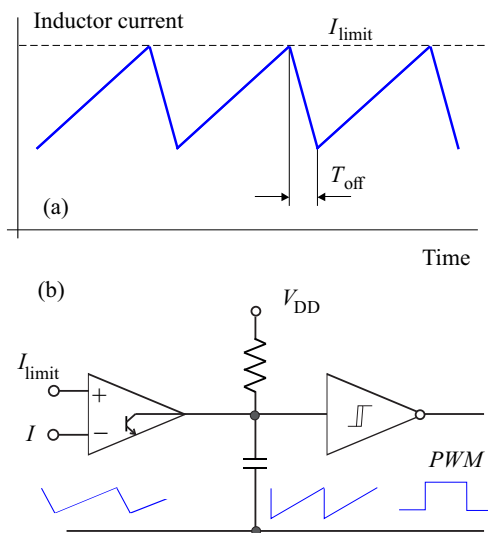 Inductor current
I_limit
T_off
(a)
Time
(b)
V_DD
I_limit
+
I
−
PWM